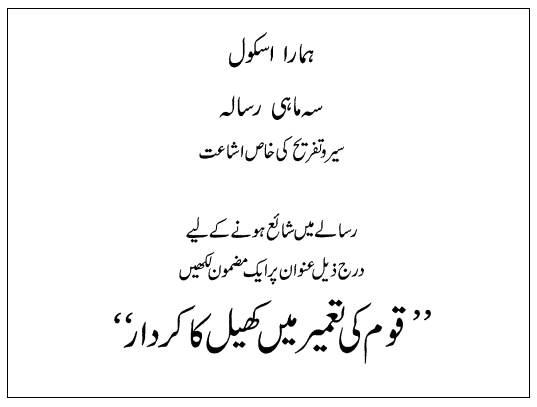 ہمارا اسکول
سہ ماہی رسالہ
سیر و تفریح کی خاص اشاعت
رسالے میں شائع ہونے کے لیے
درج ذیل عنوان پر ایک مضمون لکھیں
”قوم کی تعمیر میں کھیل کا کردار“